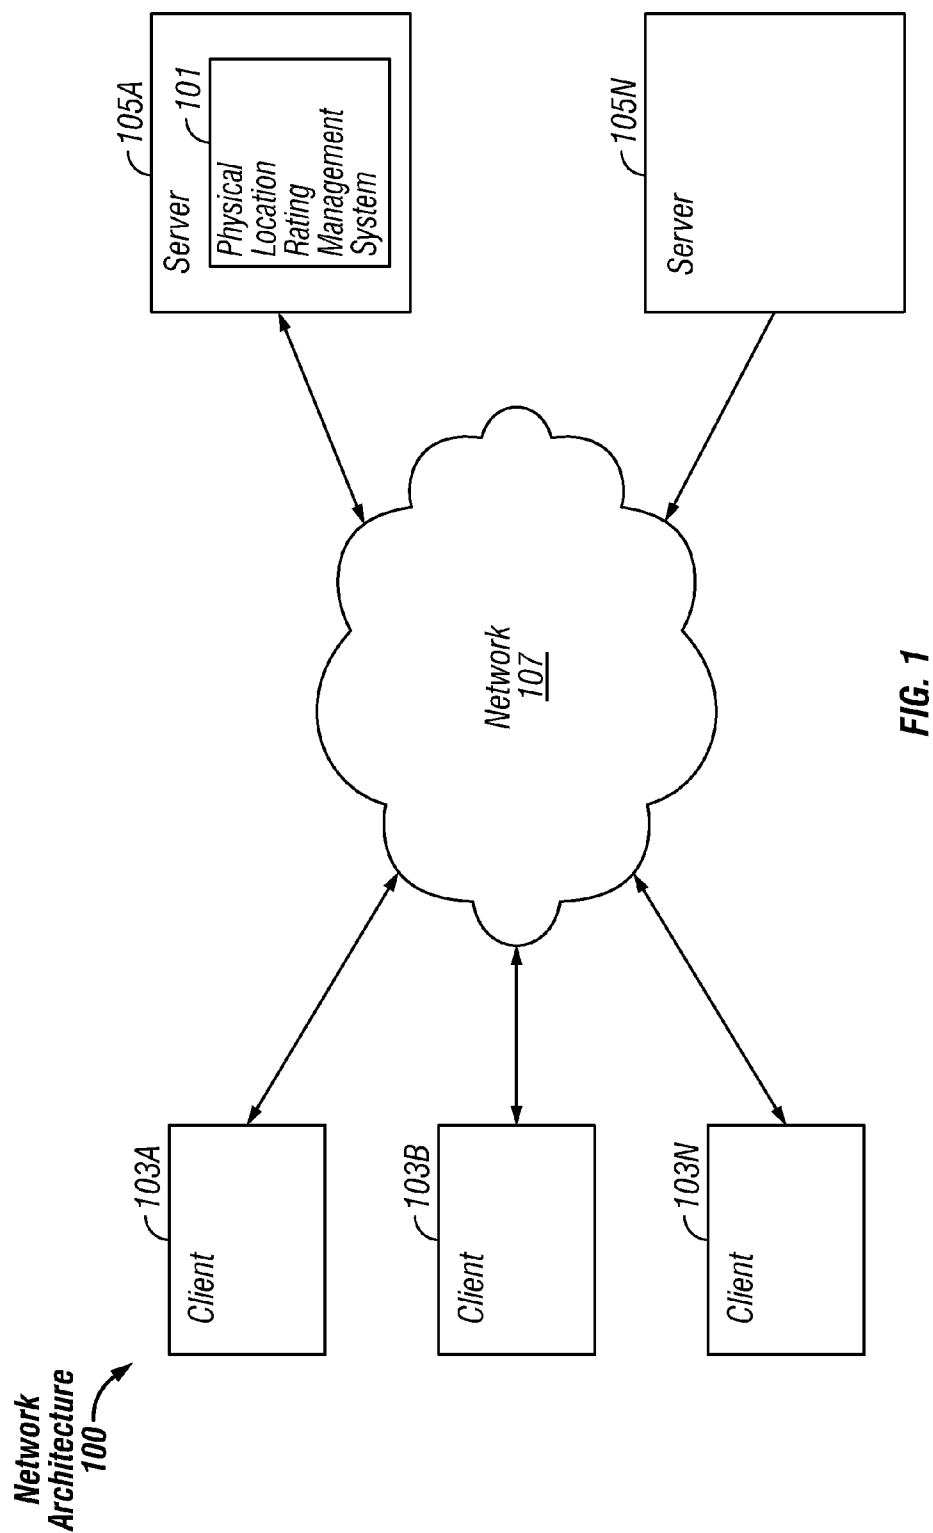 Network
Architecture
100
103A
Client
103B
Client
103N
Client
Network
107
105A
Server
101
Physical
Location
Rating
Management
System
105N
Server
FIG. 1